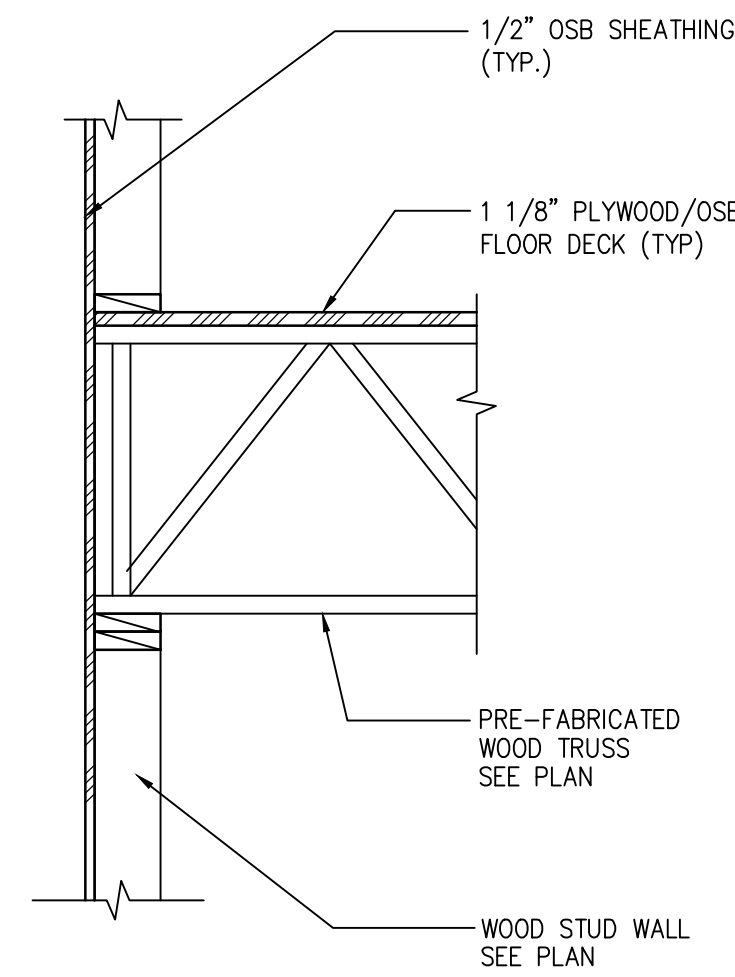 1/2” OSB SHEATHING
(TYP.)
1 1/8” PLYWOOD/OSB
FLOOR DECK (TYP)
PRE-FABRICATED
WOOD TRUSS
SEE PLAN
WOOD STUD WALL
SEE PLAN